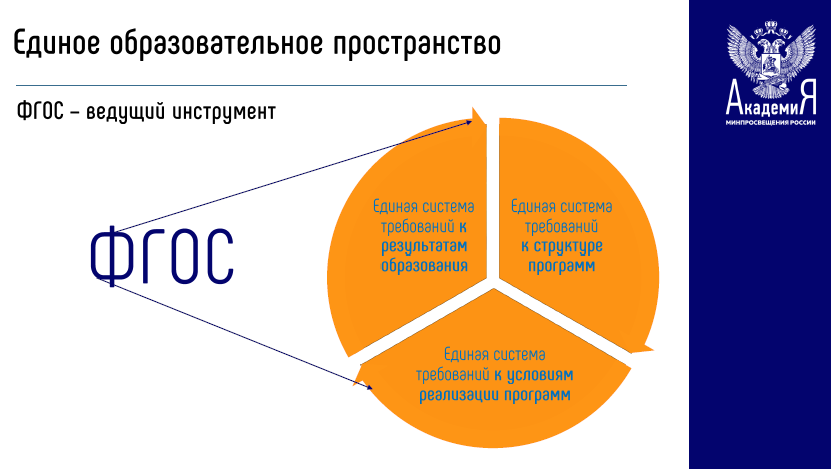 Единое образовательное пространство
АкадемиЯ
МИНПРОСВЕЩЕНИЯ РОССИИ
ФГОС – ведущий инструмент
ФГОС
Единая система
требований к
результатам
образования
Единая система
требований
к структуре
программ
Единая система
требований к условиям
реализации программ